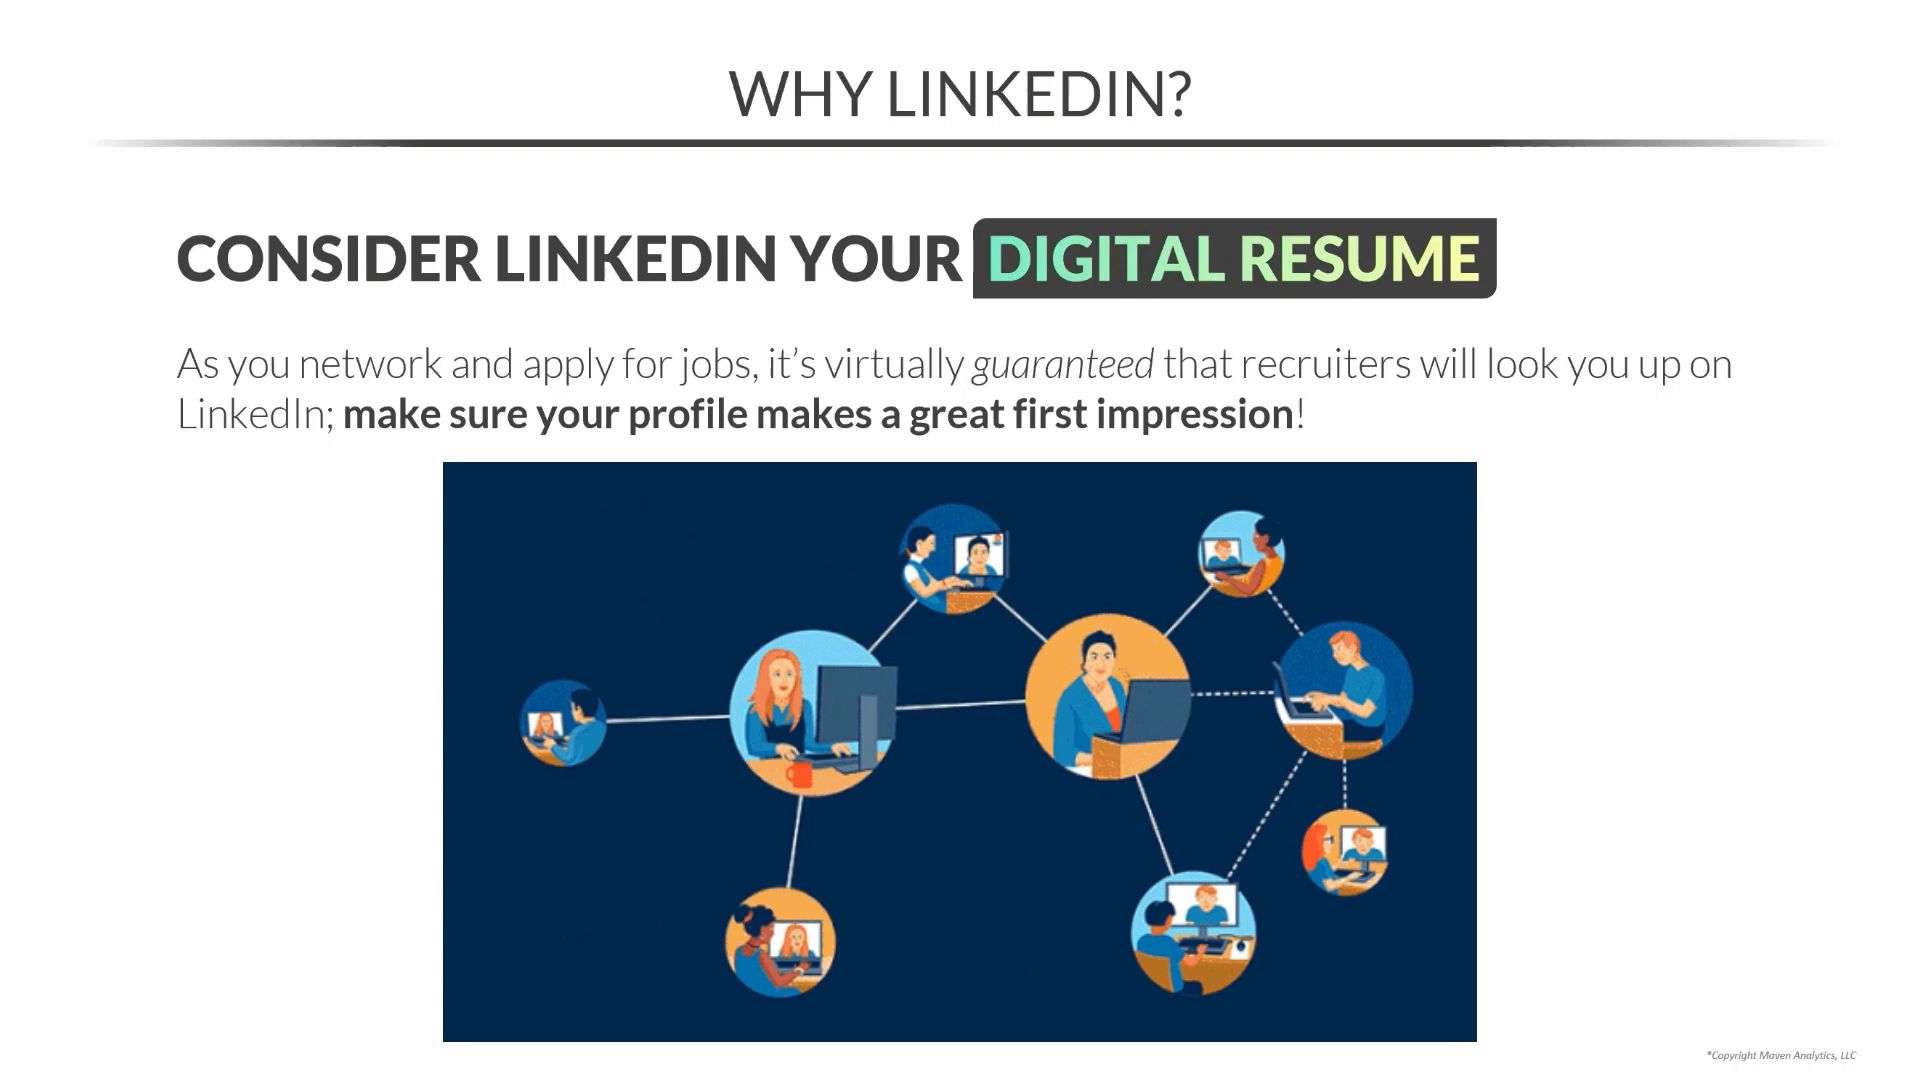 WHY LINKEDIN?
CONSIDER LINKEDIN YOUR DIGITAL RESUME
As you network and apply for jobs, it’s virtually guaranteed that recruiters will look you up on
LinkedIn; make sure your profile makes a great first impression!
*Copyright Maven Analytics, LLC